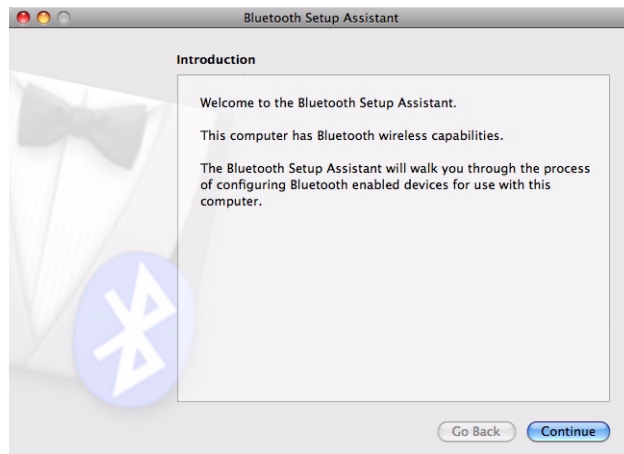 Bluetooth Setup Assistant
Introduction
Welcome to the Bluetooth Setup Assistant.
This computer has Bluetooth wireless capabilities.
The Bluetooth Setup Assistant will walk you through the process
of configuring Bluetooth enabled devices for use with this
computer.
Go Back
Continue